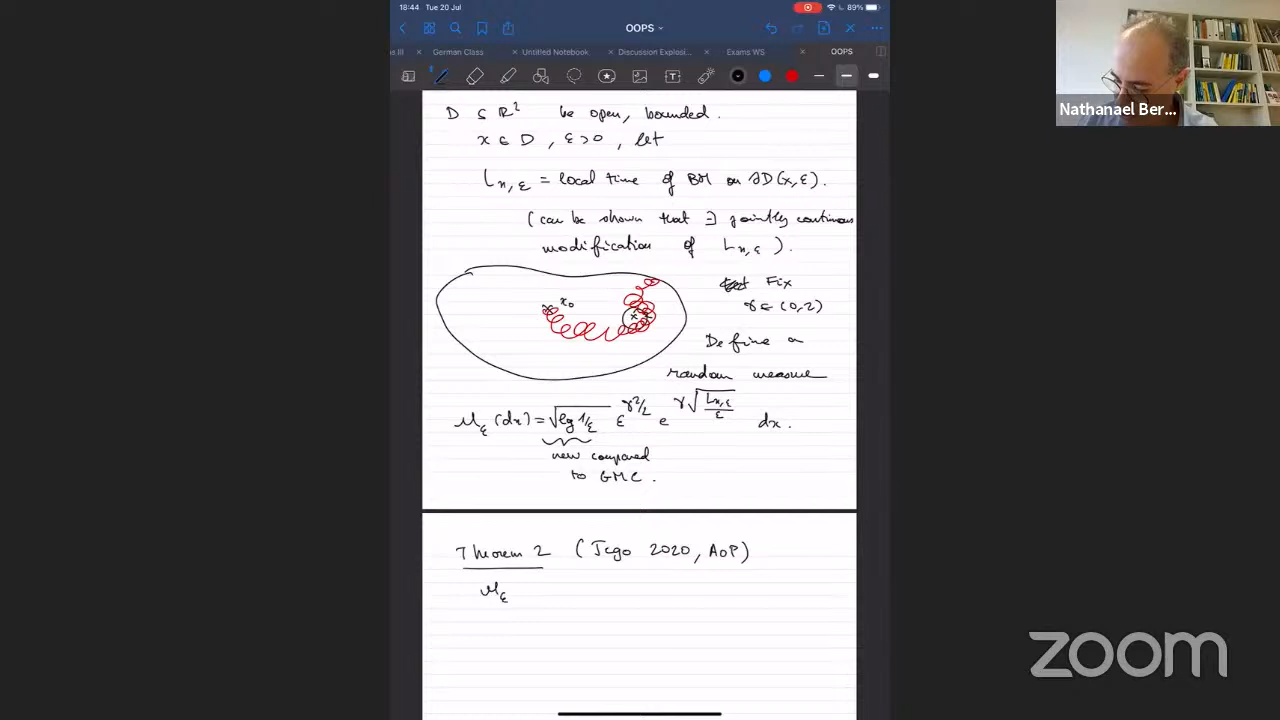 18:44 Tue 20 Jul
89%
OOPS
s III
German Class
Untitled Notebook
Discussion Explosi...
Exams WS
OOPS
D ⊆ ℝ² be open, bounded.
x ∈ D, ε>0, let
L_{x,ε} = local time of BM on ∂D(x,ε).
(can be shown that ∃ jointly continuous
modification of L_{x,ε}).
x₀
x
Fix
γ ∈ (0,2)
Define a
random measure
μ_ε(dx) = √(log 1/ε) ε^{γ²/2} e^{γ√(L_{x,ε}/ε)} dx.
new compared
to GMC.
Theorem 2 (Jego 2020, AoP)
μ_ε
Nathanael Ber...
zoom